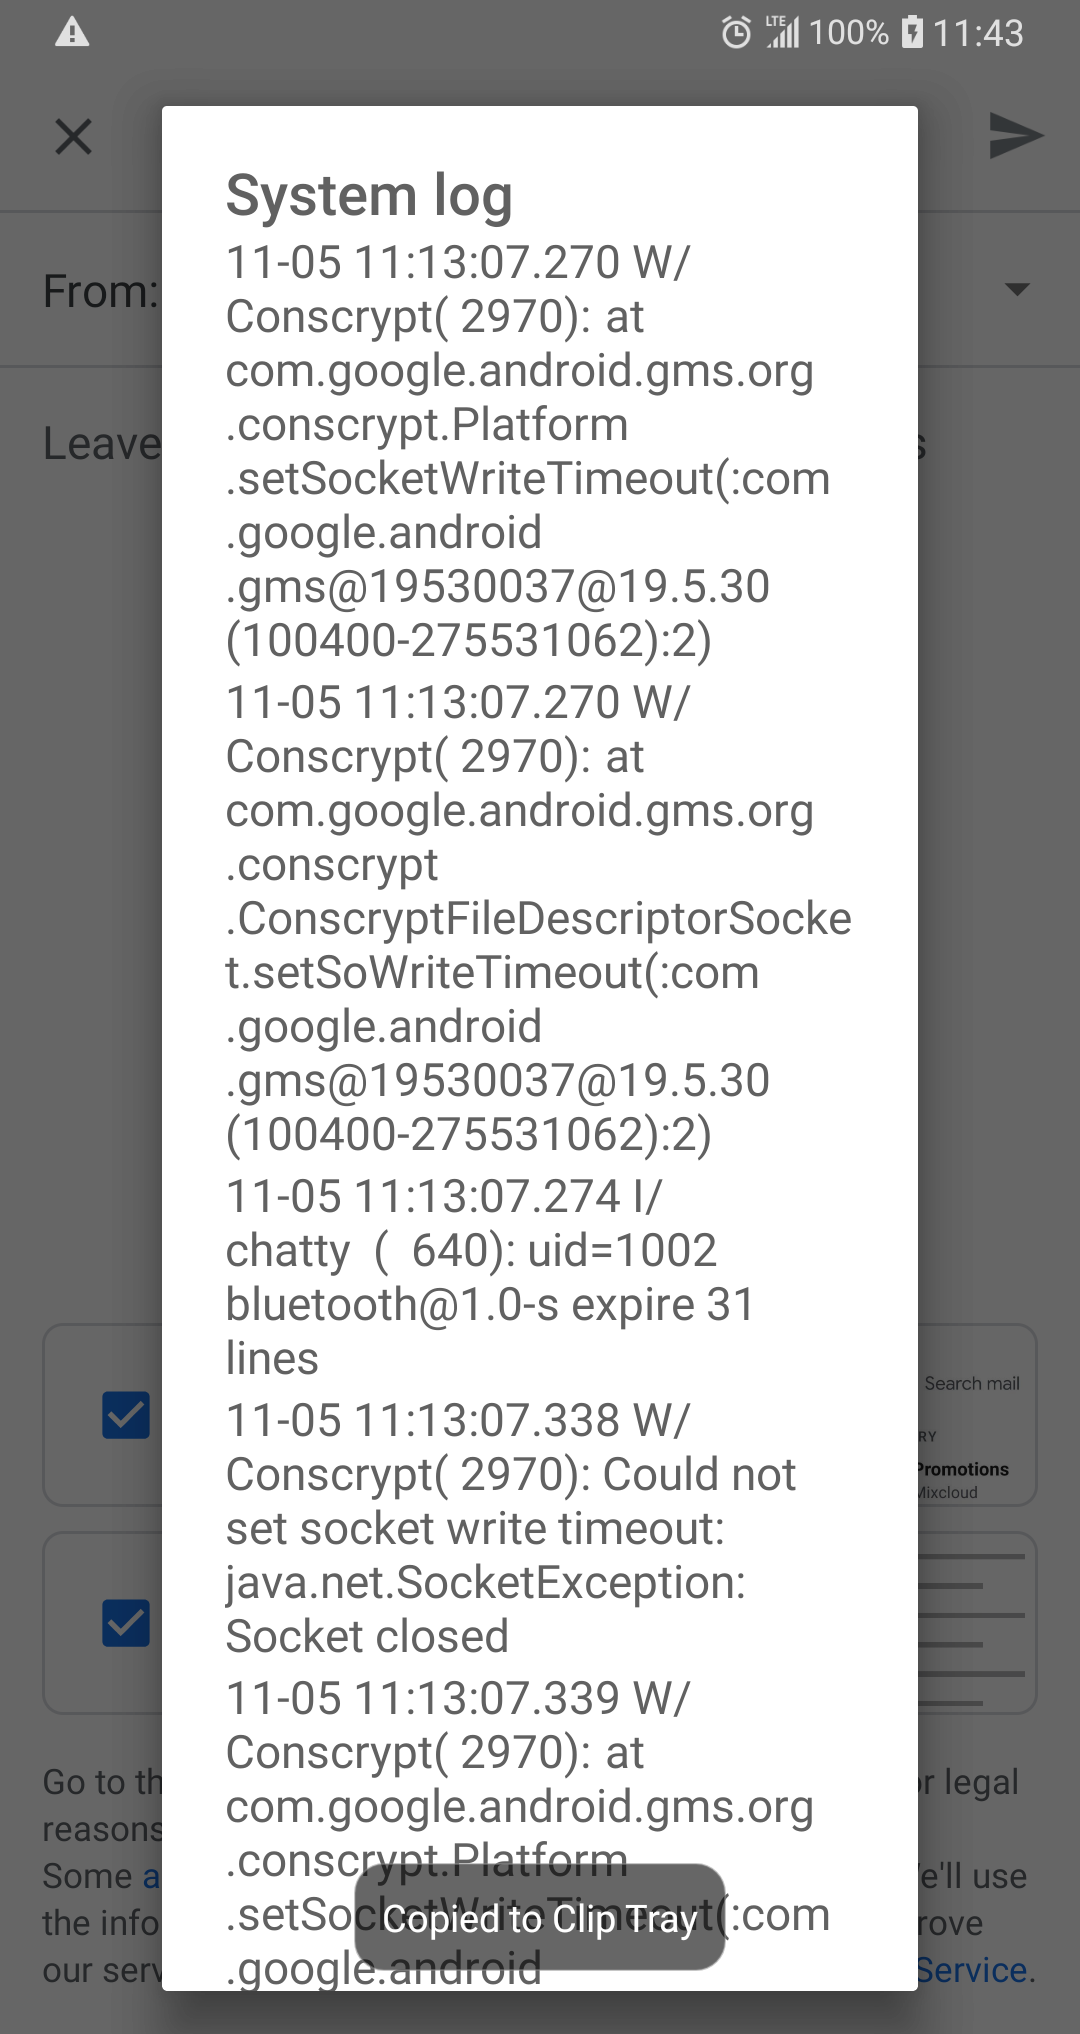 LTE 100% 11:43
System log
From:
Leave
11-05 11:13:07.270 W/
Conscrypt( 2970): at
com.google.android.gms.org
.conscrypt.Platform
.setSocketWriteTimeout(:com
.google.android
.gms@19530037@19.5.30
(100400-275531062):2)
11-05 11:13:07.270 W/
Conscrypt( 2970): at
com.google.android.gms.org
.conscrypt
.ConscryptFileDescriptorSocke
t.setSoWriteTimeout(:com
.google.android
.gms@19530037@19.5.30
(100400-275531062):2)
11-05 11:13:07.274 I/
chatty  (  640): uid=1002
bluetooth@1.0-s expire 31
lines
11-05 11:13:07.338 W/
Conscrypt( 2970): Could not
set socket write timeout:
java.net.SocketException:
Socket closed
11-05 11:13:07.339 W/
Conscrypt( 2970): at
com.google.android.gms.org
.conscrypt.Platform
.setSocketWriteTimeout(:com
.google.android
Copied to Clip Tray
Search mail
Promotions
Mixcloud
Go to
legal
reasons
Some
use
the info
our
Service.